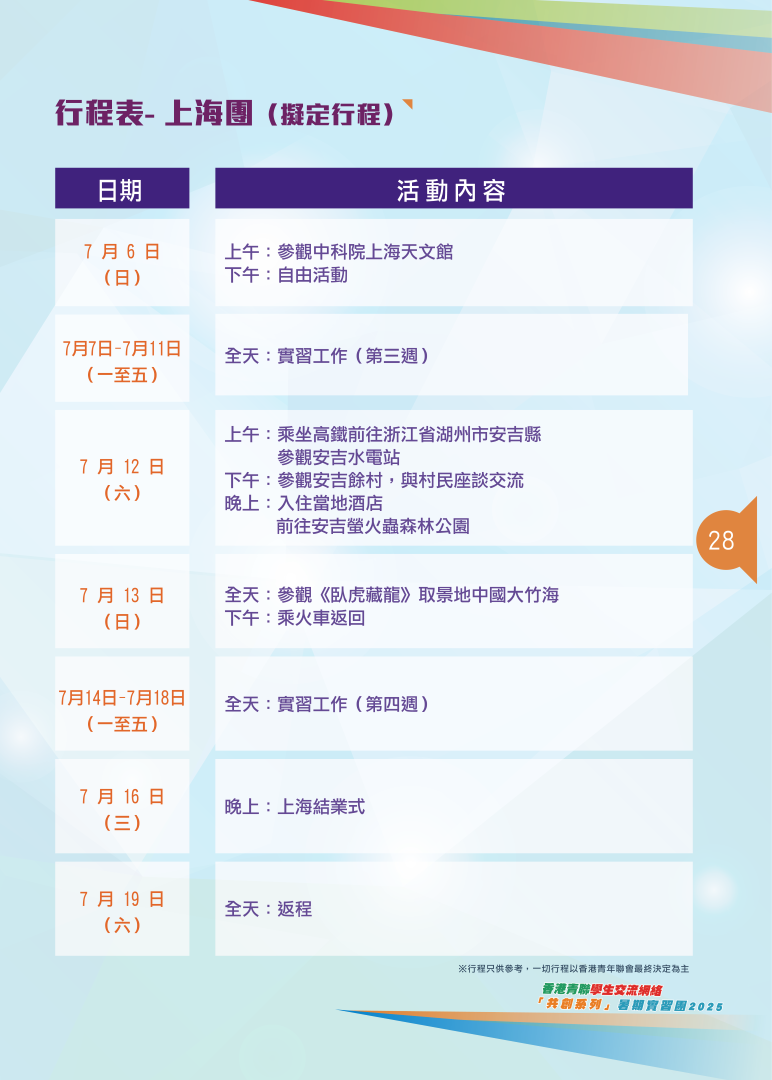 行程表- 上海團（擬定行程）
日期
活動內容
7 月 6 日
（日）
上午：參觀中科院上海天文館
下午：自由活動
7月7日-7月11日
（一至五）
全天：實習工作（第三週）
7 月 12 日
（六）
上午：乘坐高鐵前往浙江省湖州市安吉縣
參觀安吉水電站
下午：參觀安吉餘村，與村民座談交流
晚上：入住當地酒店
前往安吉螢火蟲森林公園
28
7 月 13 日
（日）
全天：參觀《臥虎藏龍》取景地中國大竹海
下午：乘火車返回
7月14日-7月18日
（一至五）
全天：實習工作（第四週）
7 月 16 日
（三）
晚上：上海結業式
7 月 19 日
（六）
全天：返程
※行程只供參考，一切行程以香港青年聯會最終決定為主
香港青聯學生交流網絡
「共創系列」暑期實習團2025